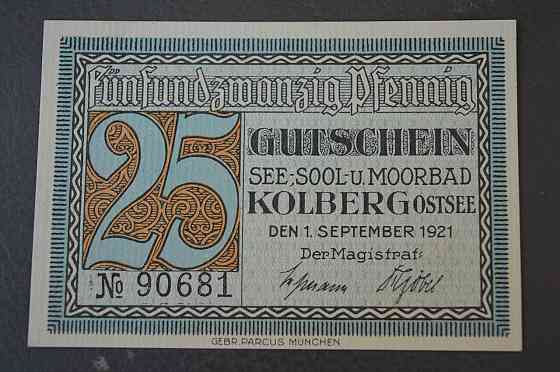 Fünfundzwanzig Pfennig
25
GUTSCHEIN
SEE-, SOOL- U. MOORBAD
KOLBERG OSTSEE
DEN 1. SEPTEMBER 1921
Der Magistrat:
№ 90681
GEBR. PARCUS MÜNCHEN